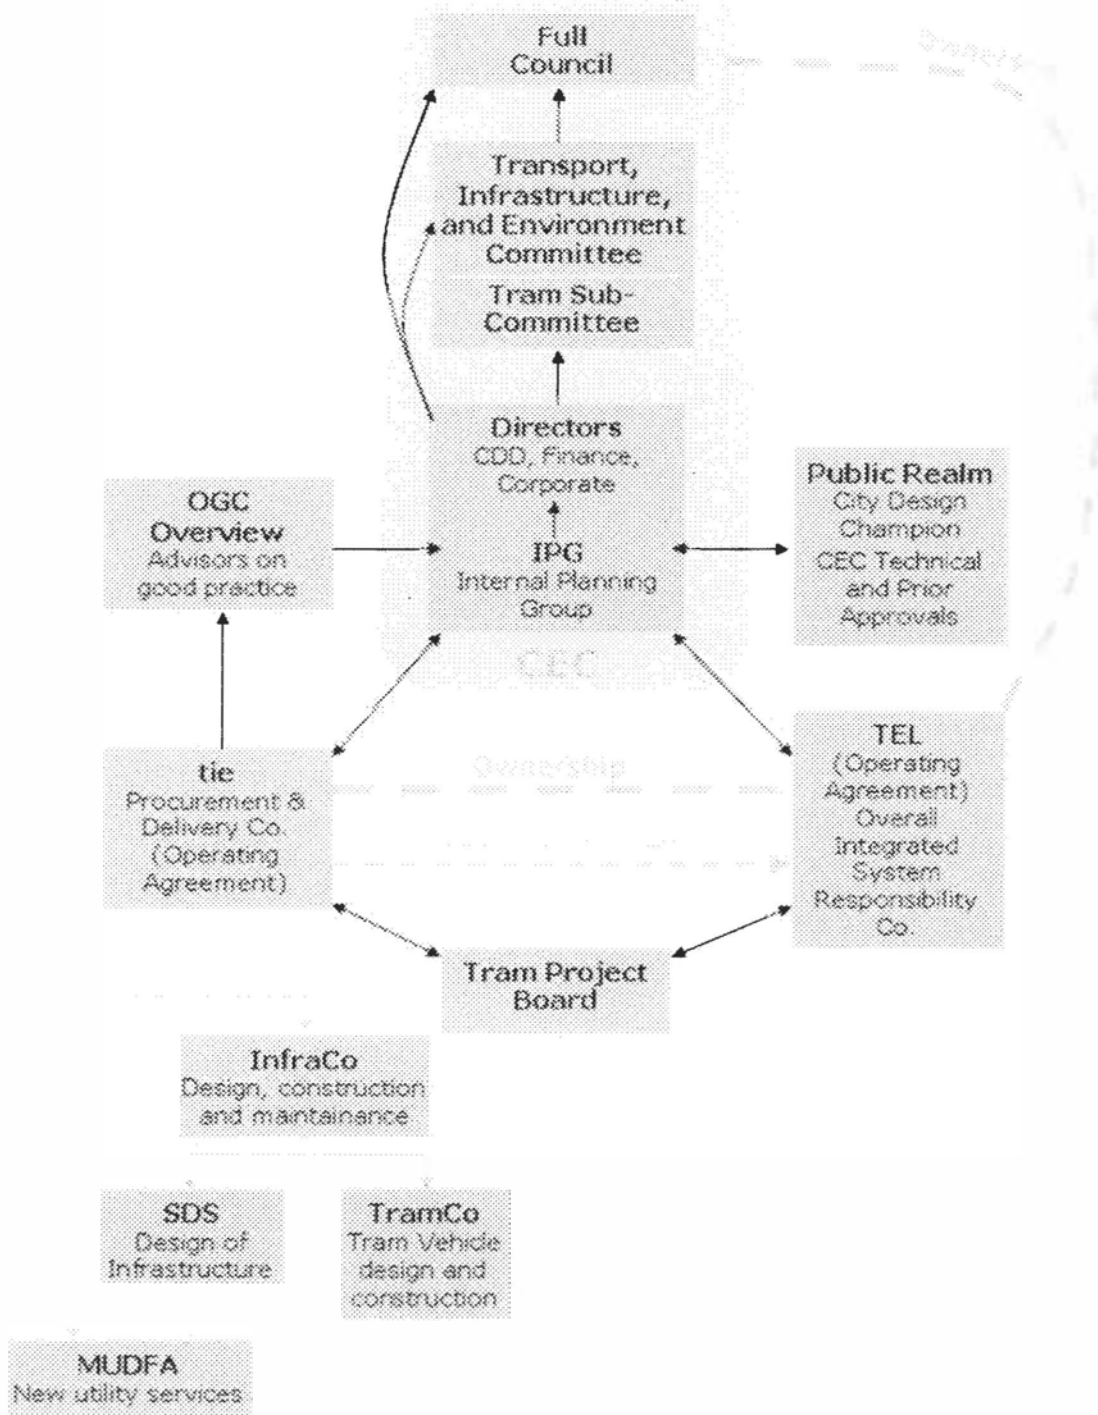 Full
Council
Transport,
Infrastructure,
and Environment
Committee
Tram Sub-
Committee
Directors
CDD, Finance,
Corporate
IPG
Internal Planning
Group
CEC
OGC
Overview
Advisors on
good practice
Public Realm
City Design
Champion
CEC Technical
and Prior
Approvals
tie
Procurement &
Delivery Co.
(Operating
Agreement)
Ownership
TEL
(Operating
Agreement)
Overall
Integrated
System
Responsibility
Co.
Tram Project
Board
InfraCo
Design, construction
and maintainance
SDS
Design of
Infrastructure
TramCo
Tram Vehicle
design and
construction
MUDFA
New utility services